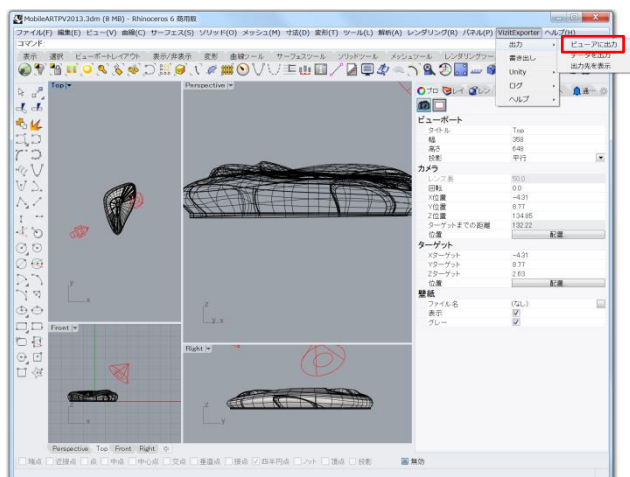 MobileARTPV2013.3dm (8 MB) - Rhinoceros 6 商用版
ファイル(F) 編集(E) ビュー(V) 曲線(C) サーフェス(S) ソリッド(O) メッシュ(M) 寸法(D) 変形(T) ツール(L) 解析(A) レンダリング(R) パネル(P) VizitExporter ヘルプ(H)
コマンド:
標準 選択 ビューポートレイアウト 表示/非表示 変形 曲線ツール サーフェスツール ソリッドツール メッシュツール レンダリングツー
出力
書き出し
Unity
ログ
ヘルプ
ビューアに出力
データを出力
出力先を表示
Top
Perspective
Front
Right
プロ レイ レン
ビューポート
タイトル Top
幅 358
高さ 648
投影 平行
カメラ
レンズ長 50.0
回転 0.0
X位置 -4.31
Y位置 8.77
Z位置 134.85
ターゲットまでの距離 132.22
位置 配置
ターゲット
Xターゲット -4.31
Yターゲット 8.77
Zターゲット 2.63
位置 配置
壁紙
ファイル名 (なし)
表示
グレー
y
x
z
y x
z
x
z
y
Perspective Top Front Right
端点 近接点 点 中点 中心点 交点 垂直点 接点 四半円点 ノット 頂点 投影 無効